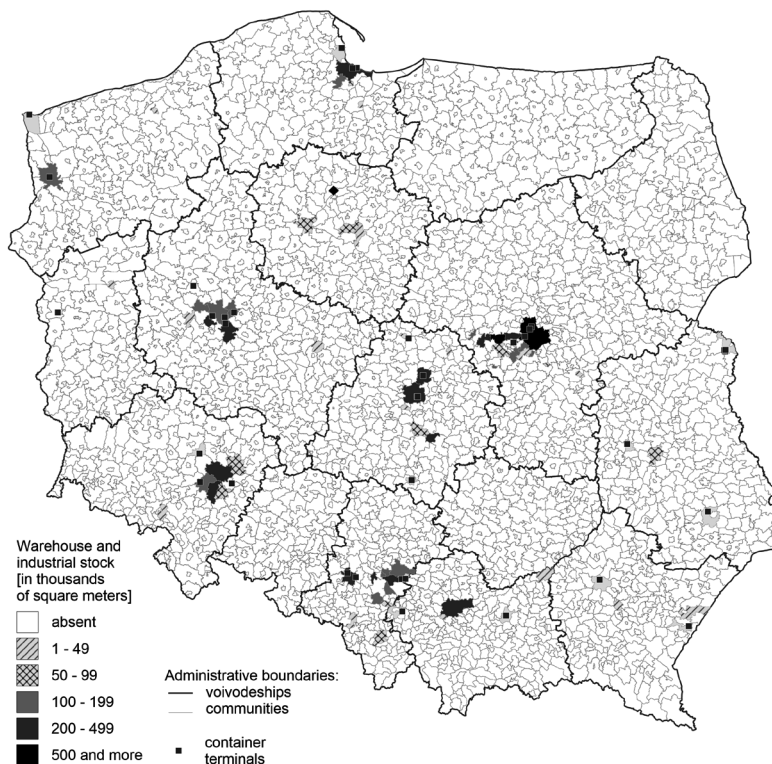 Warehouse and
industrial stock
[in thousands
of square meters]
absent
1 - 49
50 - 99
100 - 199
200 - 499
500 and more
Administrative boundaries:
voivodeships
communities
container
terminals